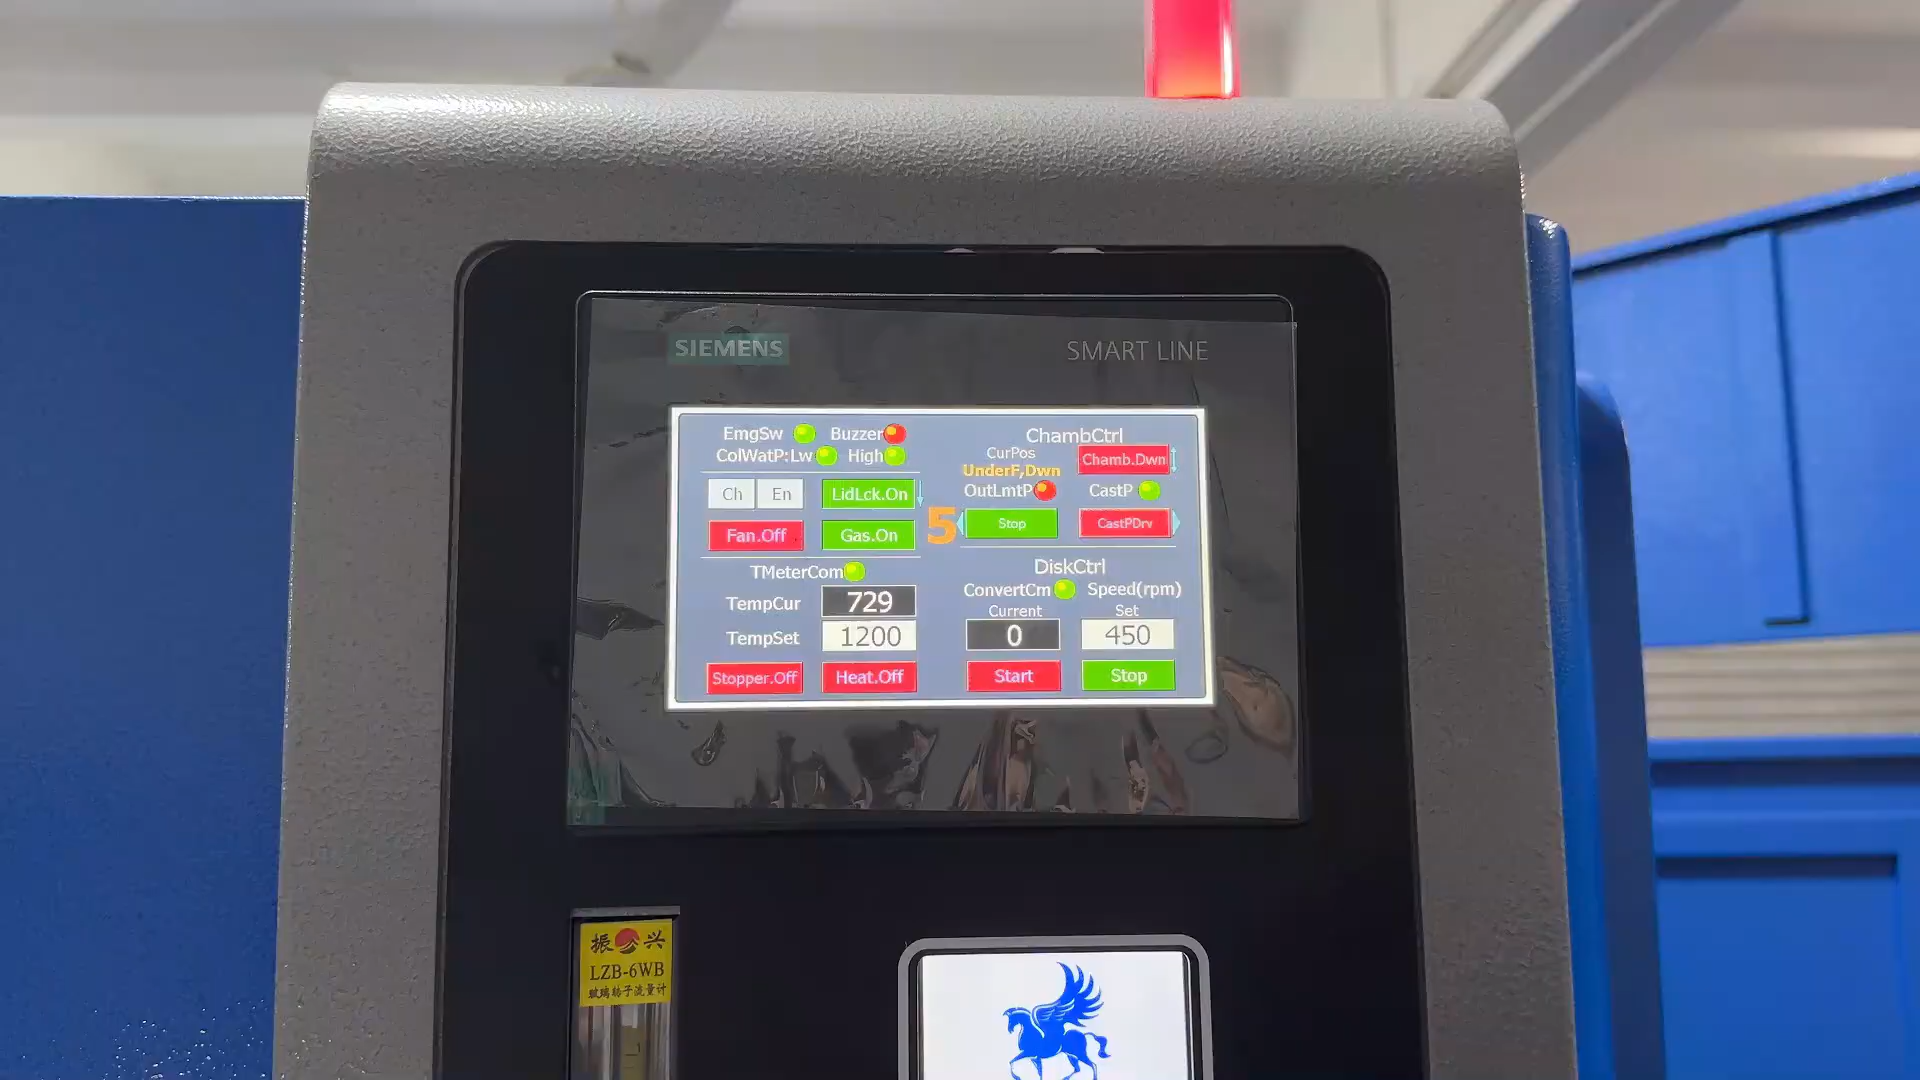 SIEMENS
SMART LINE
EmgSw Buzzer
ColWatP:Lw High
Ch En LidLck.On
Fan.Off Gas.On
TMeterCom
TempCur 729
TempSet 1200
Stopper.Off Heat.Off
5
ChambCtrl
CurPos
UnderF,Dwn
Chamb.Dwn
OutLmtP CastP
Stop CastPDrv
DiskCtrl
ConvertCm Speed(rpm)
Current Set
0 450
Start Stop
振兴
LZB-6WB
玻璃转子流量计